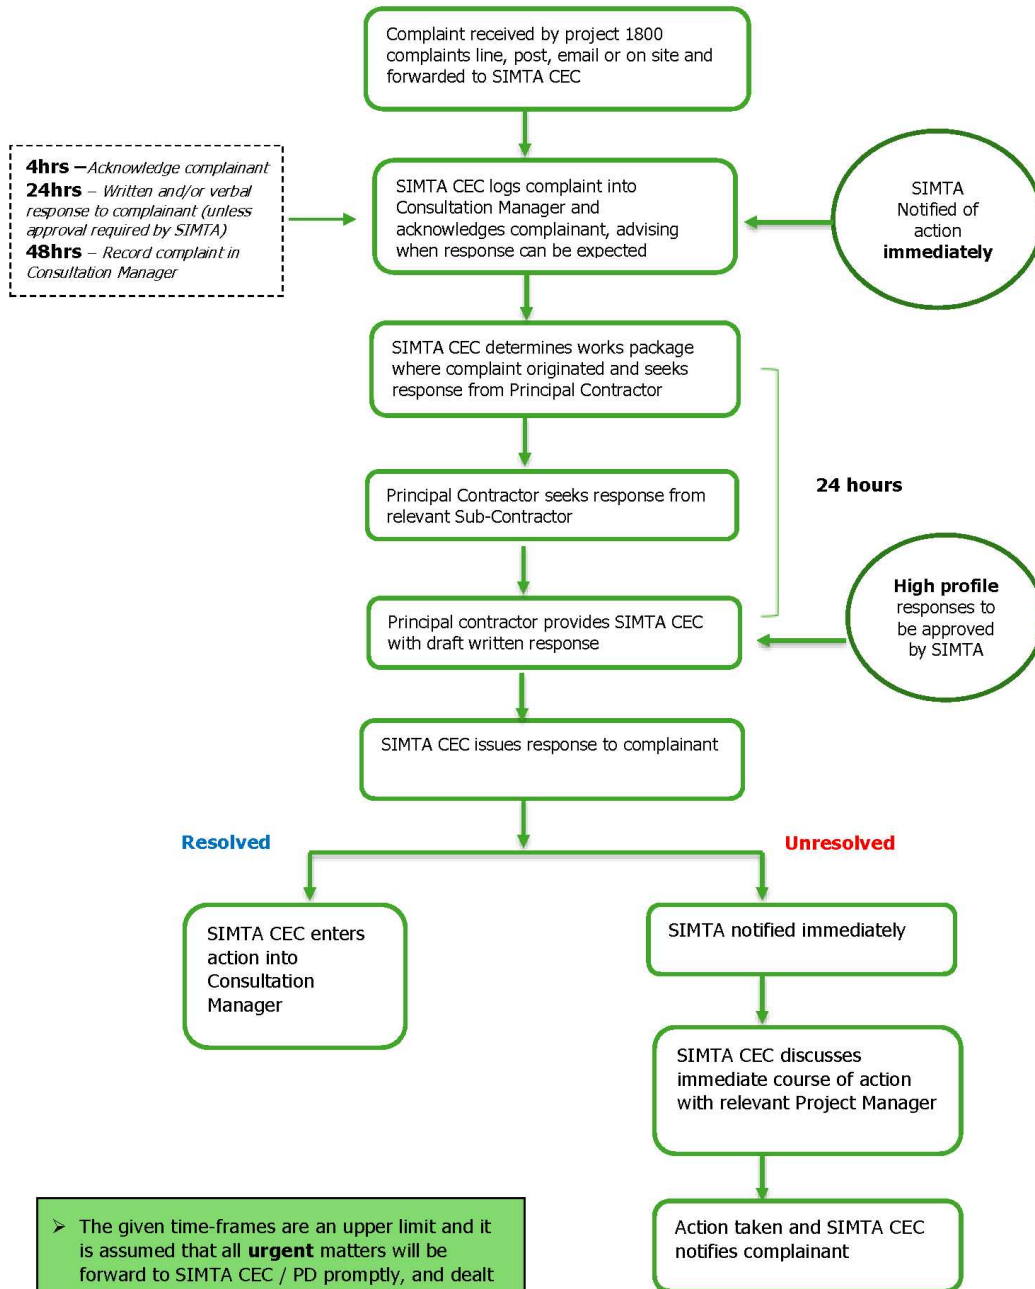 Complaint received by project 1800
complaints line, post, email or on site and
forwarded to SIMTA CEC
4hrs – Acknowledge complainant
24hrs – Written and/or verbal
response to complainant (unless
approval required by SIMTA)
48hrs – Record complaint in
Consultation Manager
SIMTA CEC logs complaint into
Consultation Manager and
acknowledges complainant, advising
when response can be expected
SIMTA
Notified of
action
immediately
SIMTA CEC determines works package
where complaint originated and seeks
response from Principal Contractor
24 hours
Principal Contractor seeks response from
relevant Sub-Contractor
Principal contractor provides SIMTA CEC
with draft written response
High profile
responses to
be approved
by SIMTA
SIMTA CEC issues response to complainant
Resolved
Unresolved
SIMTA CEC enters
action into
Consultation
Manager
SIMTA notified immediately
SIMTA CEC discusses
immediate course of action
with relevant Project Manager
Action taken and SIMTA CEC
notifies complainant
➢ The given time-frames are an upper limit and it
is assumed that all urgent matters will be
forward to SIMTA CEC / PD promptly, and dealt